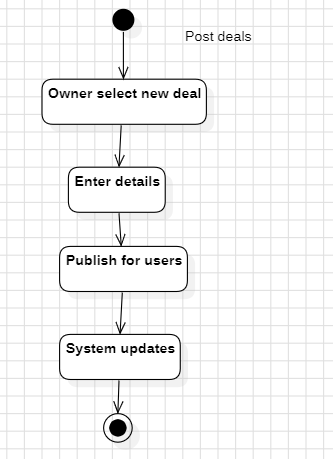 Post deals
Owner select new deal
Enter details
Publish for users
System updates